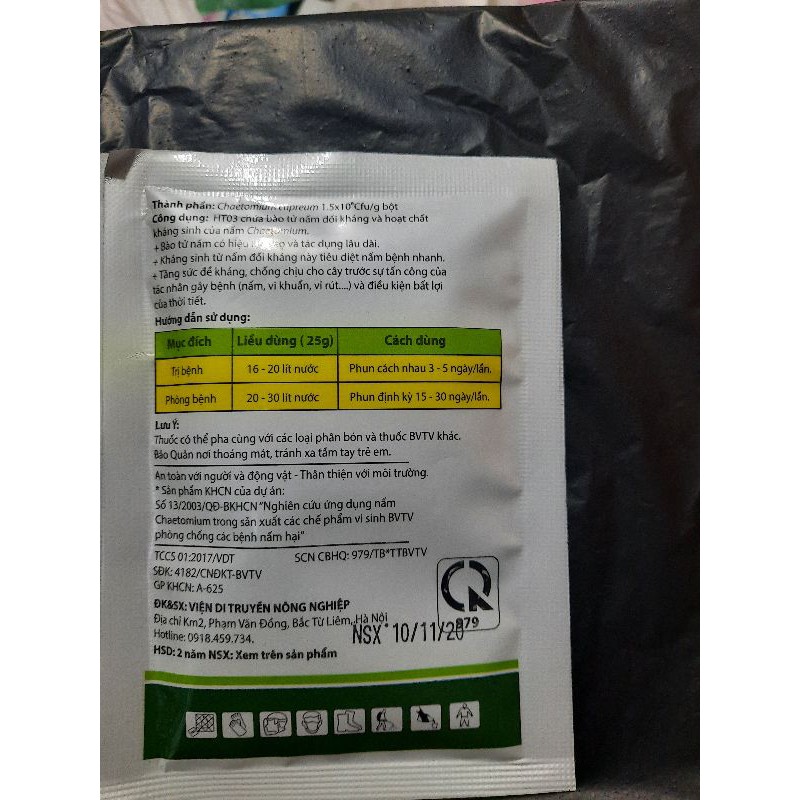 Thành phần: Chaetomium cupreum 1.5x10⁶Cfu/g bột
Công dụng: HT03 chứa bào tử nấm đối kháng và hoạt chất
kháng sinh của nấm Chaetomium.
+ Bào tử nấm có hiệu lực cao và tác dụng lâu dài.
+ Kháng sinh từ nấm đối kháng này tiêu diệt nấm bệnh nhanh.
+ Tăng sức đề kháng, chống chịu cho cây trước sự tấn công của
tác nhân gây bệnh (nấm, vi khuẩn, vi rút....) và điều kiện bất lợi
của thời tiết.
Hướng dẫn sử dụng:
Mục đích Liều dùng ( 25g) Cách dùng
Trị bệnh 16 - 20 lít nước Phun cách nhau 3 - 5 ngày/lần.
Phòng bệnh 20 - 30 lít nước Phun định kỳ 15 - 30 ngày/lần.
Lưu Ý:
Thuốc có thể pha cùng với các loại phân bón và thuốc BVTV khác.
Bảo Quản nơi thoáng mát, tránh xa tầm tay trẻ em.
An toàn với người và động vật - Thân thiện với môi trường.
* Sản phẩm KHCN của dự án:
Số 13/2003/QĐ-BKHCN "Nghiên cứu ứng dụng nấm
Chaetomium trong sản xuất các chế phẩm vi sinh BVTV
phòng chống các bệnh nấm hại"
TCCS 01:2017/VDT SCN CBHQ: 979/TB*TTBVTV
SĐK: 4182/CNĐKT-BVTV
GP KHCN: A-625
ĐK&SX: VIỆN DI TRUYỀN NÔNG NGHIỆP
Địa chỉ Km2, Phạm Văn Đồng, Bắc Từ Liêm, Hà Nội
979
Hotline: 0918.459.734.
NSX: 10/11/20
HSD: 2 năm NSX: Xem trên sản phẩm